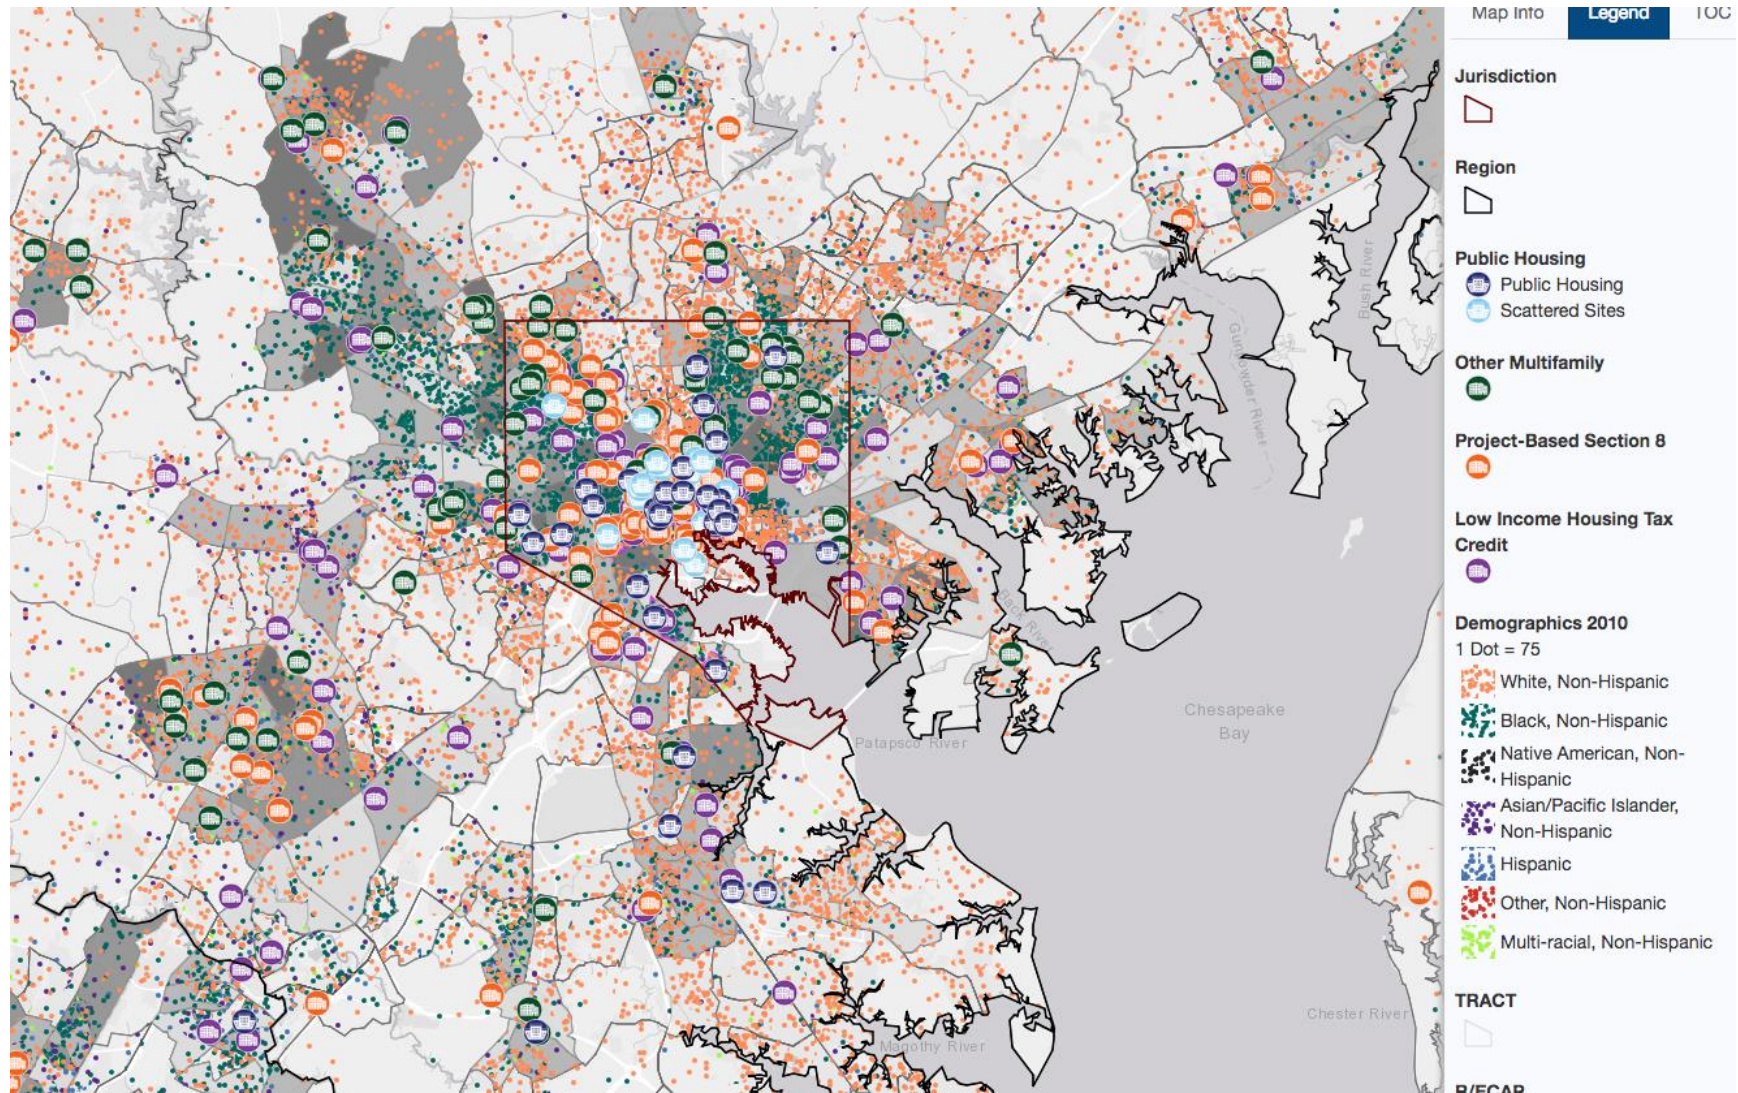 Map Info Legend TOC
Jurisdiction
Region
Public Housing
Public Housing
Scattered Sites
Other Multifamily
Project-Based Section 8
Low Income Housing Tax
Credit
Demographics 2010
1 Dot = 75
White, Non-Hispanic
Black, Non-Hispanic
Native American, Non-
Hispanic
Asian/Pacific Islander,
Non-Hispanic
Hispanic
Other, Non-Hispanic
Multi-racial, Non-Hispanic
TRACT
R/ECAP
Bush River
Gunpowder River
Back River
Chesapeake
Bay
Patapsco River
Chester River
Magothy River